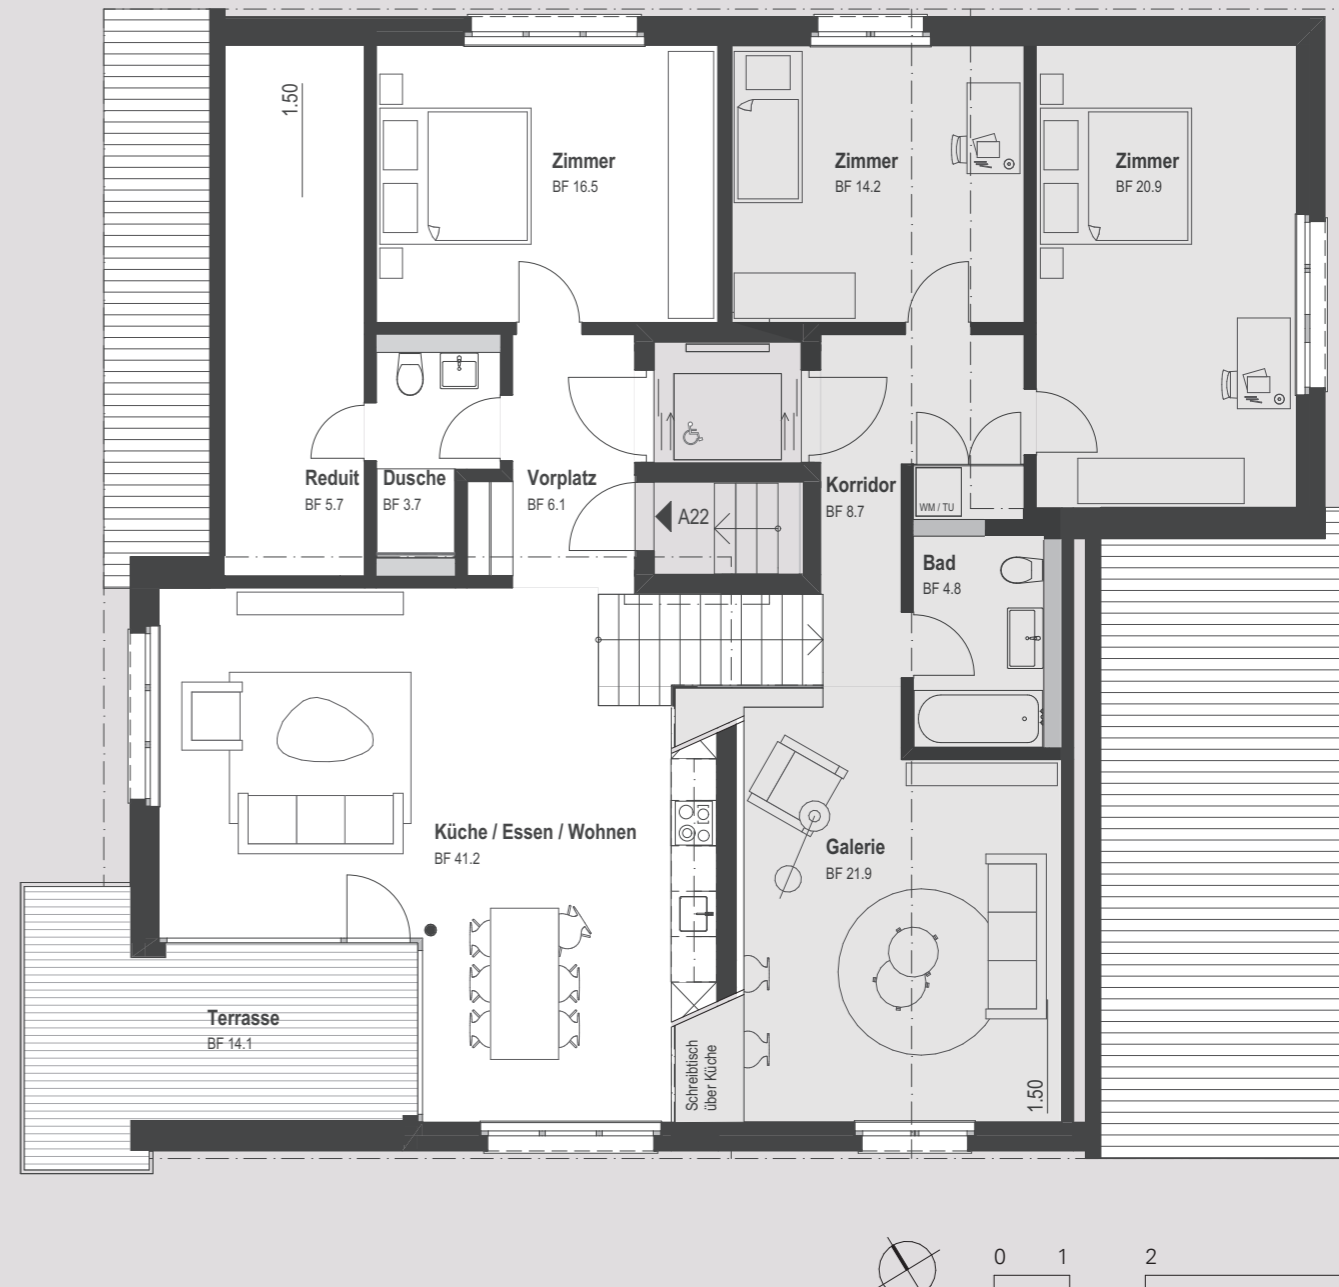 1.50
Zimmer
BF 16.5
Zimmer
BF 14.2
Zimmer
BF 20.9
Reduit
BF 5.7
Dusche
BF 3.7
Vorplatz
BF 6.1
A22
Korridor
BF 8.7
WM / TU
Bad
BF 4.8
Küche / Essen / Wohnen
BF 41.2
Galerie
BF 21.9
Terrasse
BF 14.1
Schreibtisch
über Küche
1.50
0 1 2